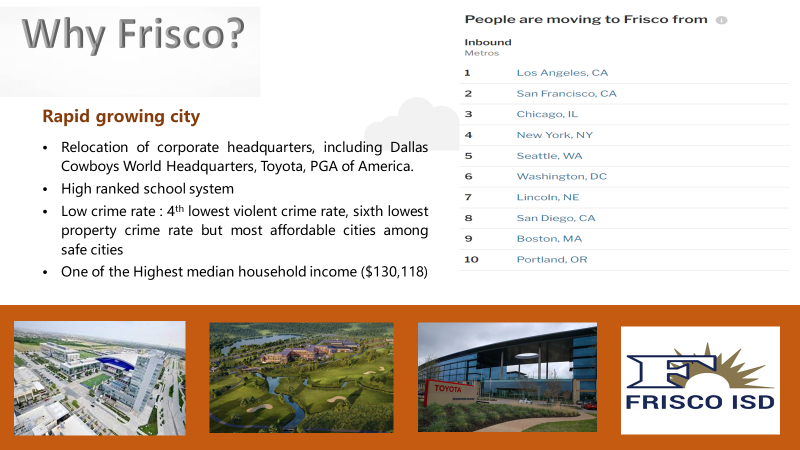 Why Frisco?
Rapid growing city
• Relocation of corporate headquarters, including Dallas
Cowboys World Headquarters, Toyota, PGA of America.
• High ranked school system
• Low crime rate : 4th lowest violent crime rate, sixth lowest
property crime rate but most affordable cities among
safe cities
• One of the Highest median household income ($130,118)
People are moving to Frisco from
Inbound
Metros
1 Los Angeles, CA
2 San Francisco, CA
3 Chicago, IL
4 New York, NY
5 Seattle, WA
6 Washington, DC
7 Lincoln, NE
8 San Diego, CA
9 Boston, MA
10 Portland, OR
TOYOTA
F
FRISCO ISD